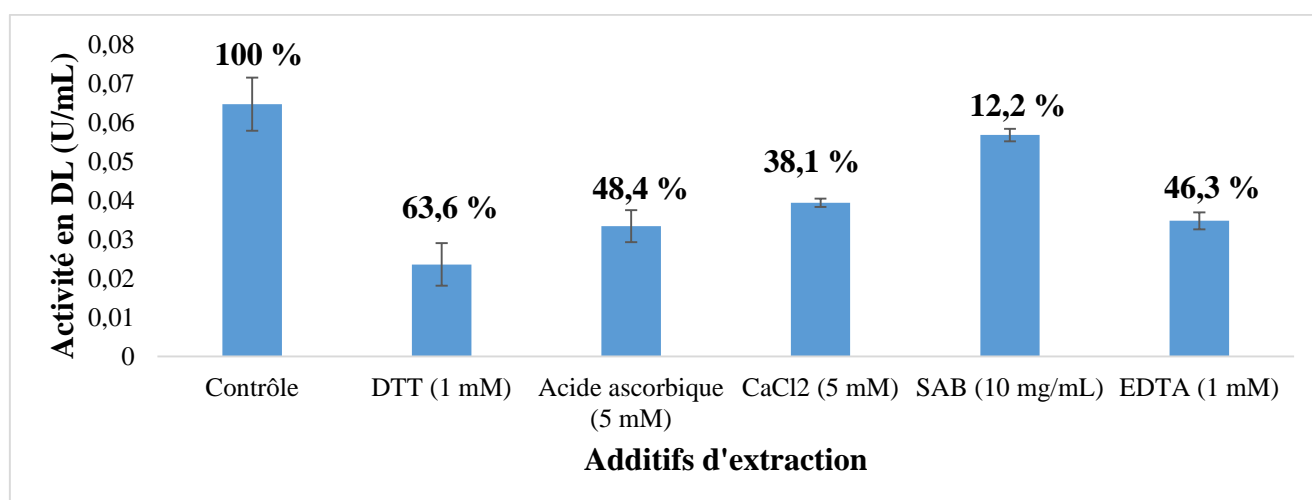 Activité en DL (U/mL)
0,08
0,07
0,06
0,05
0,04
0,03
0,02
0,01
0
100 %
63,6 %
48,4 %
38,1 %
12,2 %
46,3 %
Contrôle
DTT (1 mM)
Acide ascorbique
(5 mM)
CaCl2 (5 mM)
SAB (10 mg/mL)
EDTA (1 mM)
Additifs d'extraction